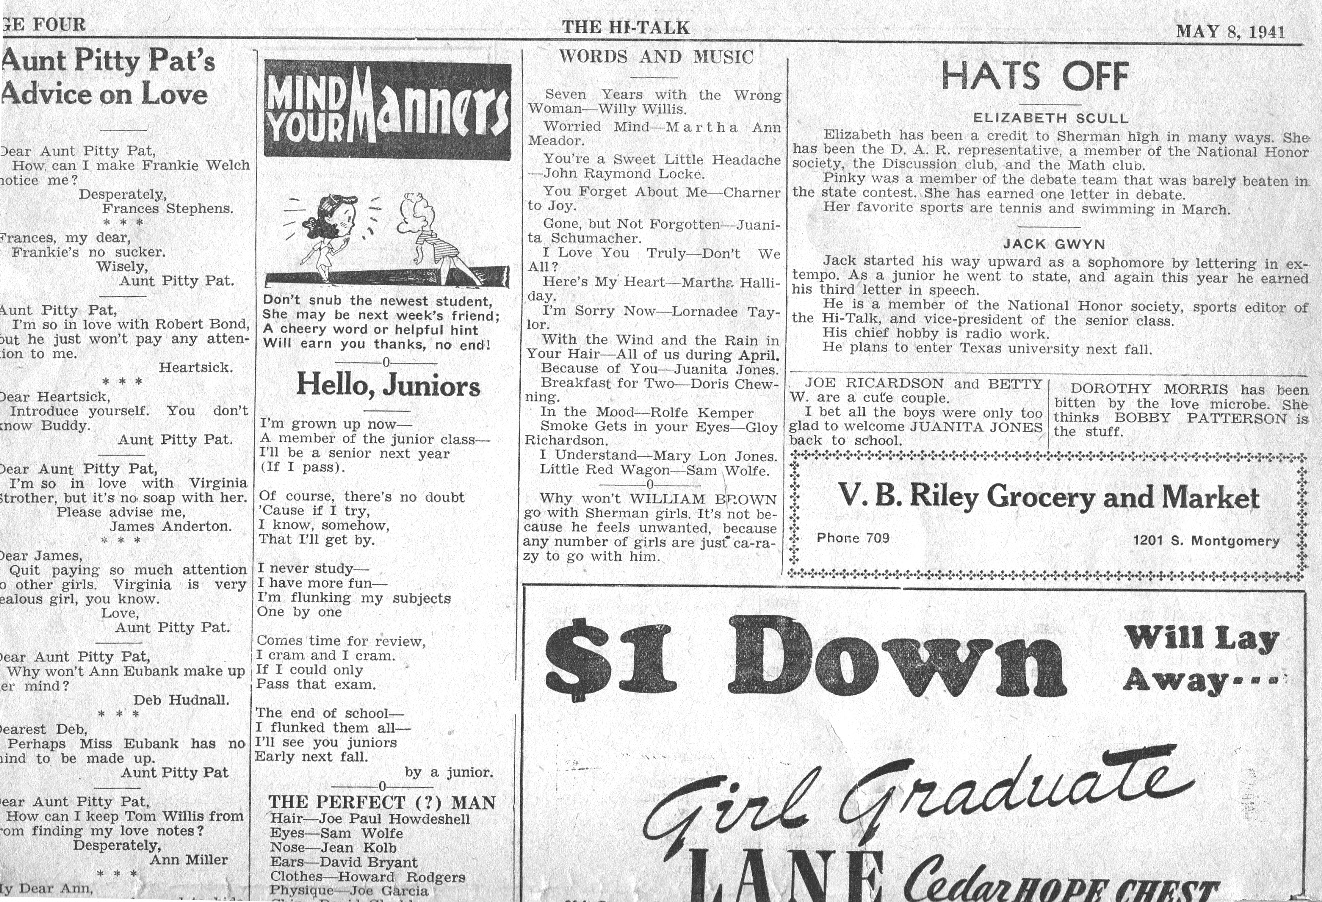 GE FOUR
THE HI-TALK
MAY 8, 1941
Aunt Pitty Pat's
Advice on Love
Dear Aunt Pitty Pat,
How can I make Frankie Welch
notice me?
Desperately,
Frances Stephens.
* * *
Frances, my dear,
Frankie's no sucker.
Wisely,
Aunt Pitty Pat.
Aunt Pitty Pat,
I'm so in love with Robert Bond,
but he just won't pay any atten-
tion to me.
Heartsick.
* * *
Dear Heartsick,
Introduce yourself. You don't
know Buddy.
Aunt Pitty Pat.
Dear Aunt Pitty Pat,
I'm so in love with Virginia
Strother, but it's no soap with her.
Please advise me,
James Anderton.
* * *
Dear James,
Quit paying so much attention
to other girls. Virginia is very
jealous girl, you know.
Love,
Aunt Pitty Pat.
Dear Aunt Pitty Pat,
Why won't Ann Eubank make up
her mind?
Deb Hudnall.
* * *
Dearest Deb,
Perhaps Miss Eubank has no
mind to be made up.
Aunt Pitty Pat
Dear Aunt Pitty Pat,
How can I keep Tom Willis from
from finding my love notes?
Desperately,
Ann Miller
* * *
My Dear Ann,
MIND
YOUR
Manners
Don't snub the newest student,
She may be next week's friend;
A cheery word or helpful hint
Will earn you thanks, no end!
Hello, Juniors
I'm grown up now—
A member of the junior class—
I'll be a senior next year
(If I pass).
Of course, there's no doubt
'Cause if I try,
I know, somehow,
That I'll get by.
I never study—
I have more fun—
I'm flunking my subjects
One by one
Comes time for review,
I cram and I cram.
If I could only
Pass that exam.
The end of school—
I flunked them all—
I'll see you juniors
Early next fall.
by a junior.
THE PERFECT (?) MAN
Hair—Joe Paul Howdeshell
Eyes—Sam Wolfe
Nose—Jean Kolb
Ears—David Bryant
Clothes—Howard Rodgers
Physique—Joe Garcia
WORDS AND MUSIC
Seven Years with the Wrong
Woman—Willy Willis.
Worried Mind—Martha Ann
Meador.
You're a Sweet Little Headache
—John Raymond Locke.
You Forget About Me—Charner
to Joy.
Gone, but Not Forgotten—Juani-
ta Schumacher.
I Love You Truly—Don't We
All?
Here's My Heart—Martha Halli-
day.
I'm Sorry Now—Lornadee Tay-
lor.
With the Wind and the Rain in
Your Hair—All of us during April.
Because of You—Juanita Jones.
Breakfast for Two—Doris Chew-
ning.
In the Mood—Rolfe Kemper
Smoke Gets in your Eyes—Gloy
Richardson.
I Understand—Mary Lon Jones.
Little Red Wagon—Sam Wolfe.
Why won't WILLIAM BROWN
go with Sherman girls. It's not be-
cause he feels unwanted, because
any number of girls are just ca-ra-
zy to go with him.
HATS OFF
ELIZABETH SCULL
Elizabeth has been a credit to Sherman high in many ways. She
has been the D. A. R. representative, a member of the National Honor
society, the Discussion club, and the Math club.
Pinky was a member of the debate team that was barely beaten in
the state contest. She has earned one letter in debate.
Her favorite sports are tennis and swimming in March.
JACK GWYN
Jack started his way upward as a sophomore by lettering in ex-
tempo. As a junior he went to state, and again this year he earned
his third letter in speech.
He is a member of the National Honor society, sports editor of
the Hi-Talk, and vice-president of the senior class.
His chief hobby is radio work.
He plans to enter Texas university next fall.
JOE RICARDSON and BETTY
W. are a cute couple.
I bet all the boys were only too
glad to welcome JUANITA JONES
back to school.
DOROTHY MORRIS has been
bitten by the love microbe. She
thinks BOBBY PATTERSON is
the stuff.
V. B. Riley Grocery and Market
Phone 709
1201 S. Montgomery
$1 Down
Will Lay
Away---
Girl Graduate
LANE Cedar HOPE CHEST